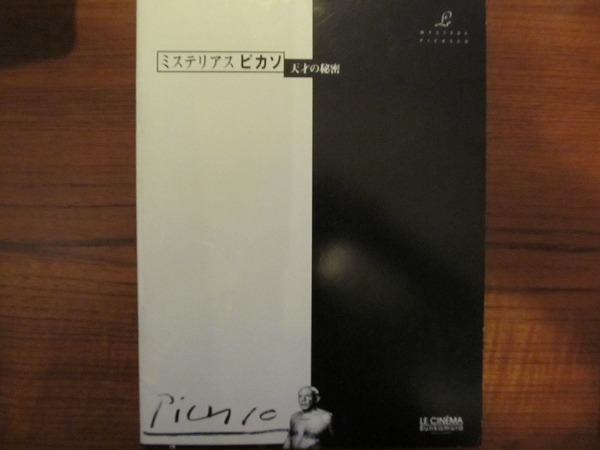 Le
MYSTERE
PICASSO
ミステリアス ピカソ
天才の秘密
Picasso
LE CINÉMA
Bunkamura